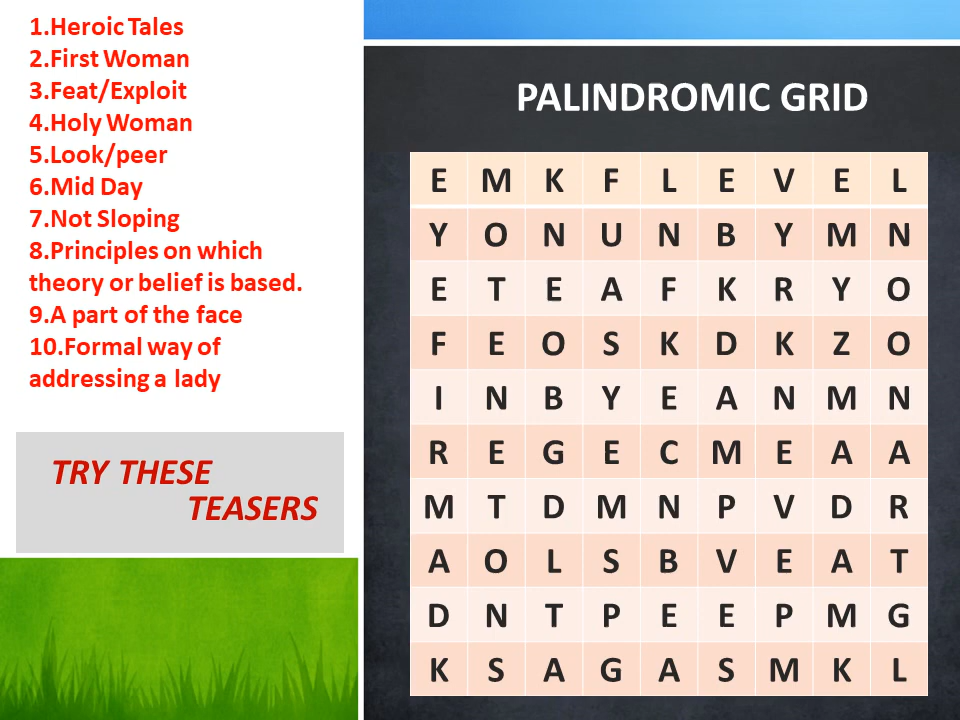 1.Heroic Tales
2.First Woman
3.Feat/Exploit
4.Holy Woman
5.Look/peer
6.Mid Day
7.Not Sloping
8.Principles on which
theory or belief is based.
9.A part of the face
10.Formal way of
addressing a lady
TRY THESE
TEASERS
PALINDROMIC GRID
E M K F L E V E L
Y O N U N B Y M N
E T E A F K R Y O
F E O S K D K Z O
I N B Y E A N M N
R E G E C M E A A
M T D M N P V D R
A O L S B V E A T
D N T P E E P M G
K S A G A S M K L